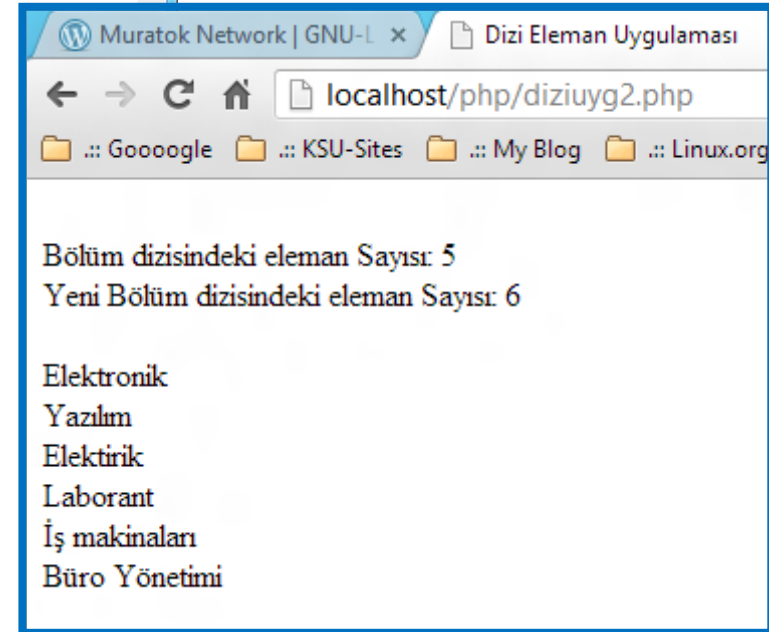 Muratok Network | GNU-L
Dizi Eleman Uygulaması
localhost/php/diziuyg2.php
.:: Goooogle .:: KSU-Sites .:: My Blog .:: Linux.org
Bölüm dizisindeki eleman Sayısı: 5
Yeni Bölüm dizisindeki eleman Sayısı: 6
Elektronik
Yazılım
Elektirik
Laborant
İş makinaları
Büro Yönetimi